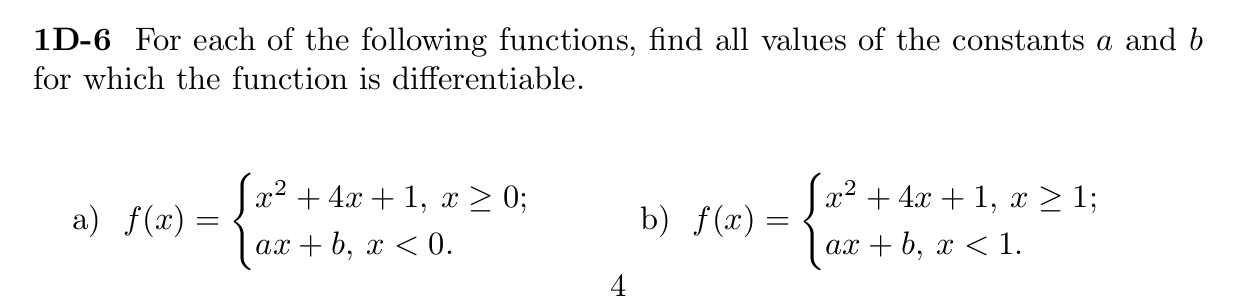 1D-6 For each of the following functions, find all values of the constants a and b
for which the function is differentiable.
a) f(x) = { x² + 4x + 1, x ≥ 0;
ax + b, x < 0.
b) f(x) = { x² + 4x + 1, x ≥ 1;
ax + b, x < 1.
4